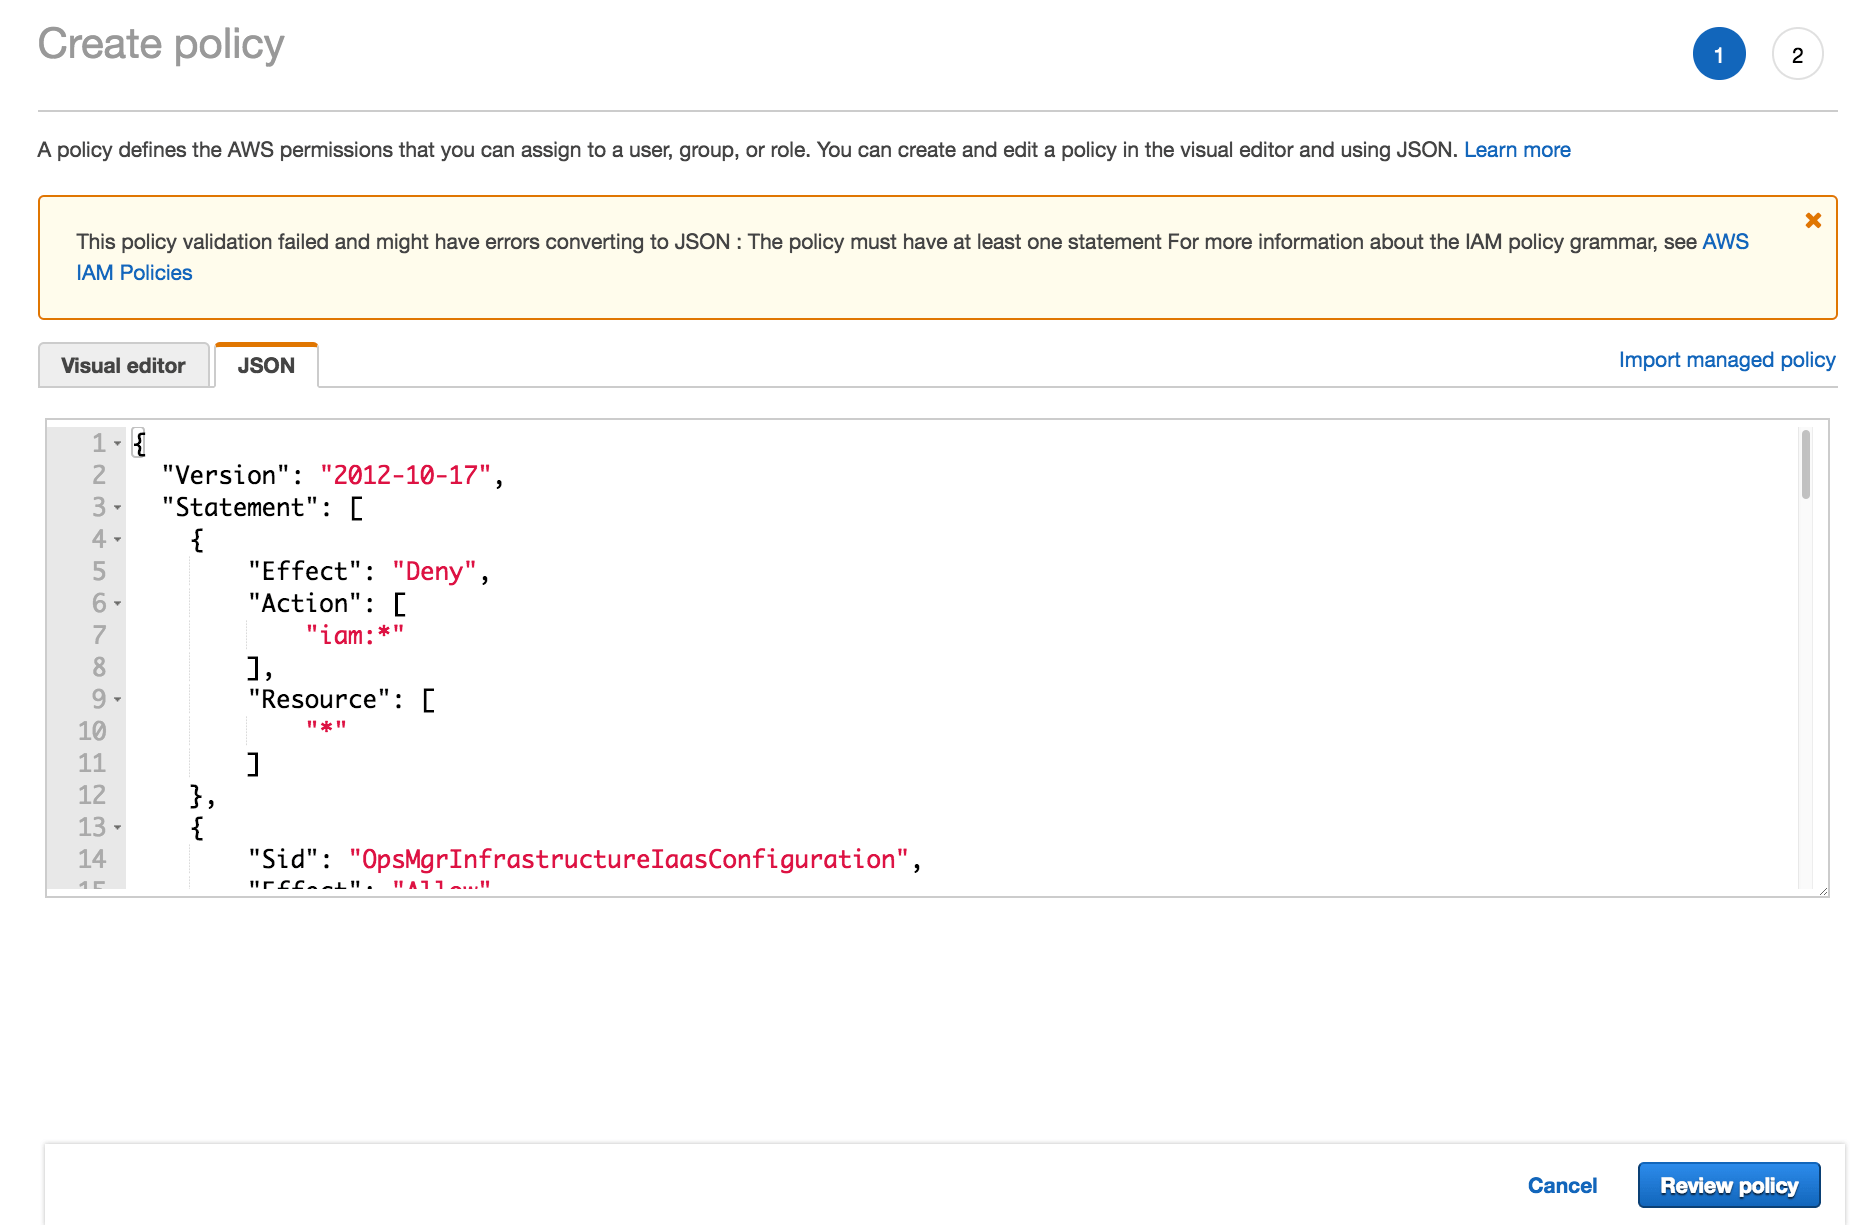 Create policy
1
2
A policy defines the AWS permissions that you can assign to a user, group, or role. You can create and edit a policy in the visual editor and using JSON. Learn more
This policy validation failed and might have errors converting to JSON : The policy must have at least one statement For more information about the IAM policy grammar, see AWS
IAM Policies
Visual editor
JSON
Import managed policy
1 {
2 "Version": "2012-10-17",
3 "Statement": [
4 {
5 "Effect": "Deny",
6 "Action": [
7 "iam:*"
8 ],
9 "Resource": [
10 "*"
11 ]
12 },
13 {
14 "Sid": "OpsMgrInfrastructureIaasConfiguration",
15 "Effect": "Allow"
Cancel
Review policy